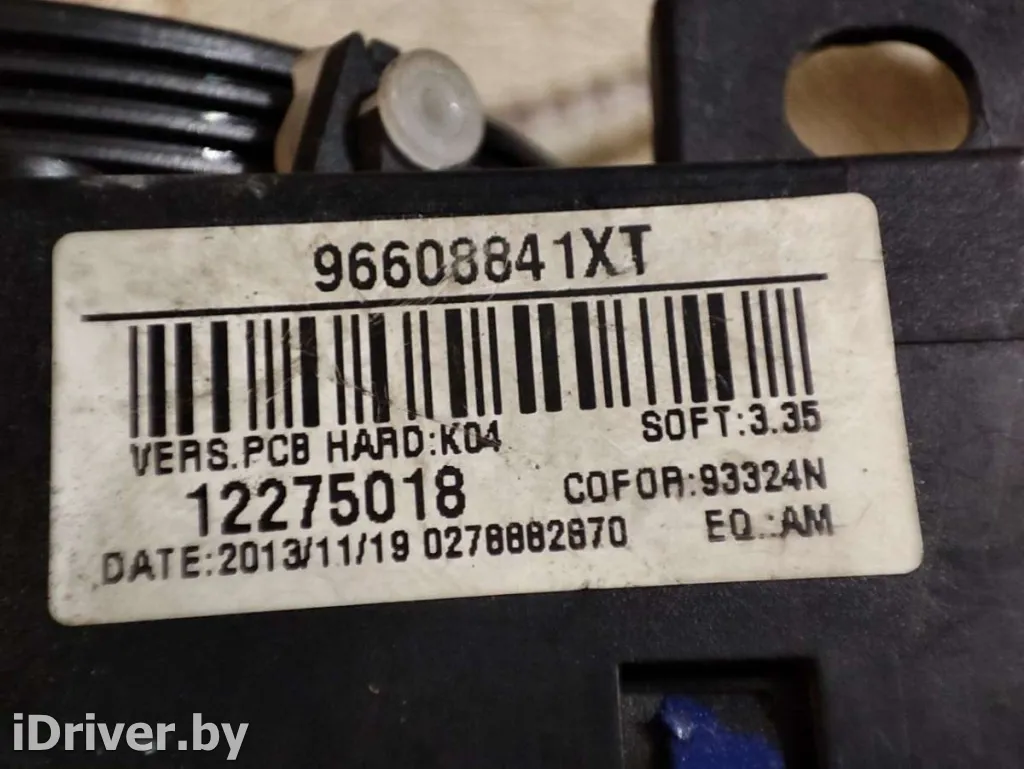 96608841XT
VERS.PCB HARD:K04 SOFT:3.35
12275018 COFOR:93324N
DATE:2013/11/19 0278882870 EQ.:AM
iDriver.by